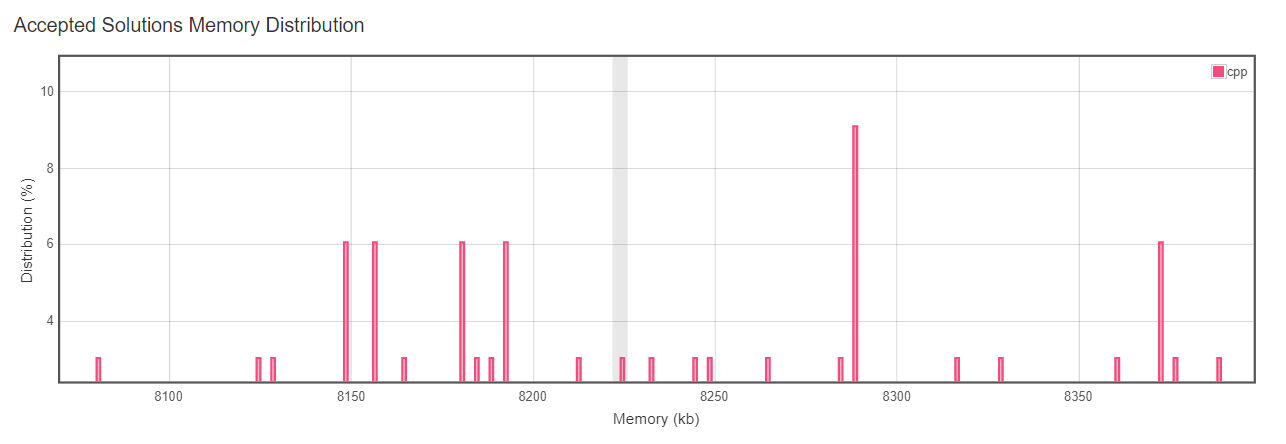 Accepted Solutions Memory Distribution
cpp
10
8
6
4
Distribution (%)
8100 8150 8200 8250 8300 8350
Memory (kb)